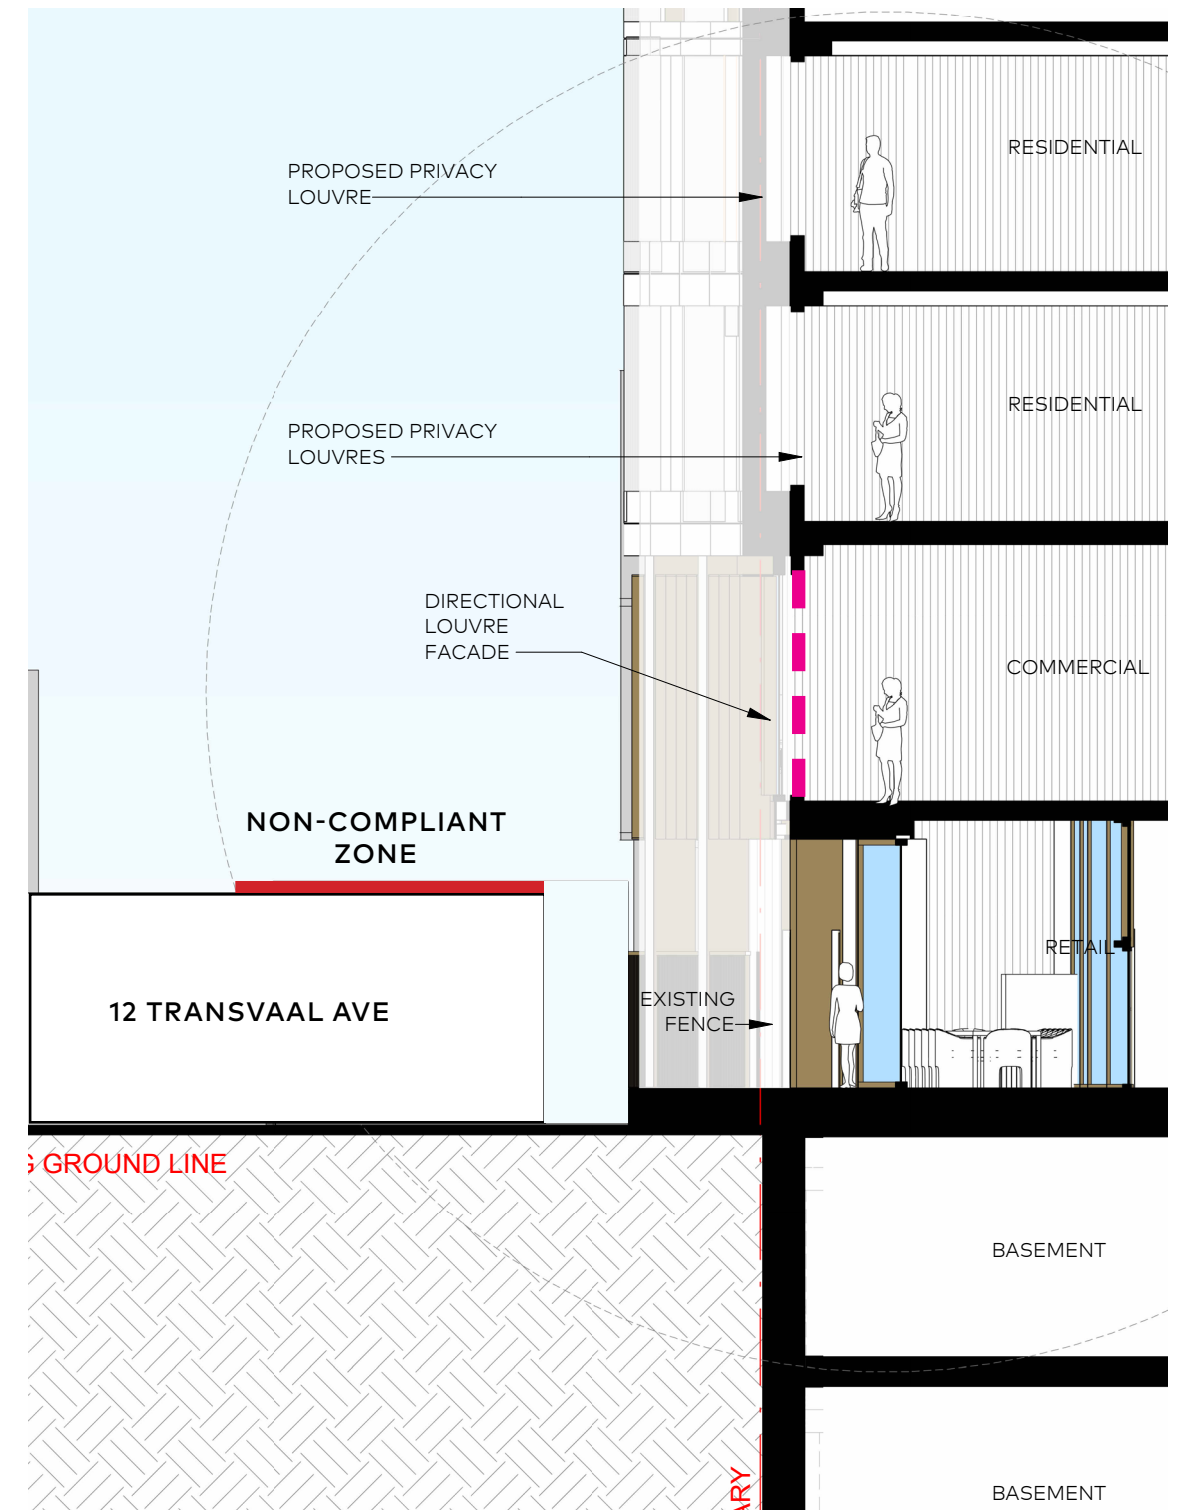 RESIDENTIAL
PROPOSED PRIVACY
LOUVRE
RESIDENTIAL
PROPOSED PRIVACY
LOUVRES
DIRECTIONAL
LOUVRE
FACADE
COMMERCIAL
NON-COMPLIANT
ZONE
RETAIL
12 TRANSVAAL AVE
EXISTING
FENCE
GROUND LINE
BASEMENT
ARY
BASEMENT